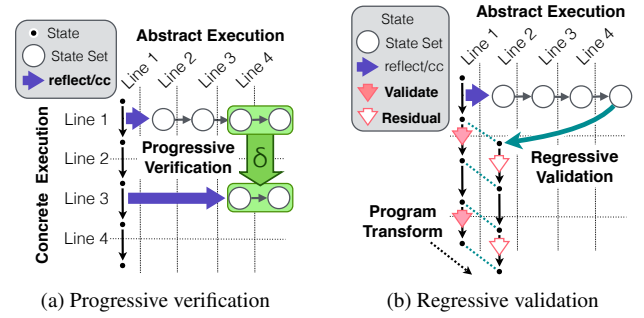 State
State Set
reflect/cc
Abstract Execution
Line 1
Line 2
Line 3
Line 4
Concrete Execution
Line 1
Line 2
Line 3
Line 4
Progressive
Verification
δ
(a) Progressive verification
State
State Set
reflect/cc
Validate
Residual
Abstract Execution
Line 1
Line 2
Line 3
Line 4
Regressive
Validation
Program
Transform
(b) Regressive validation